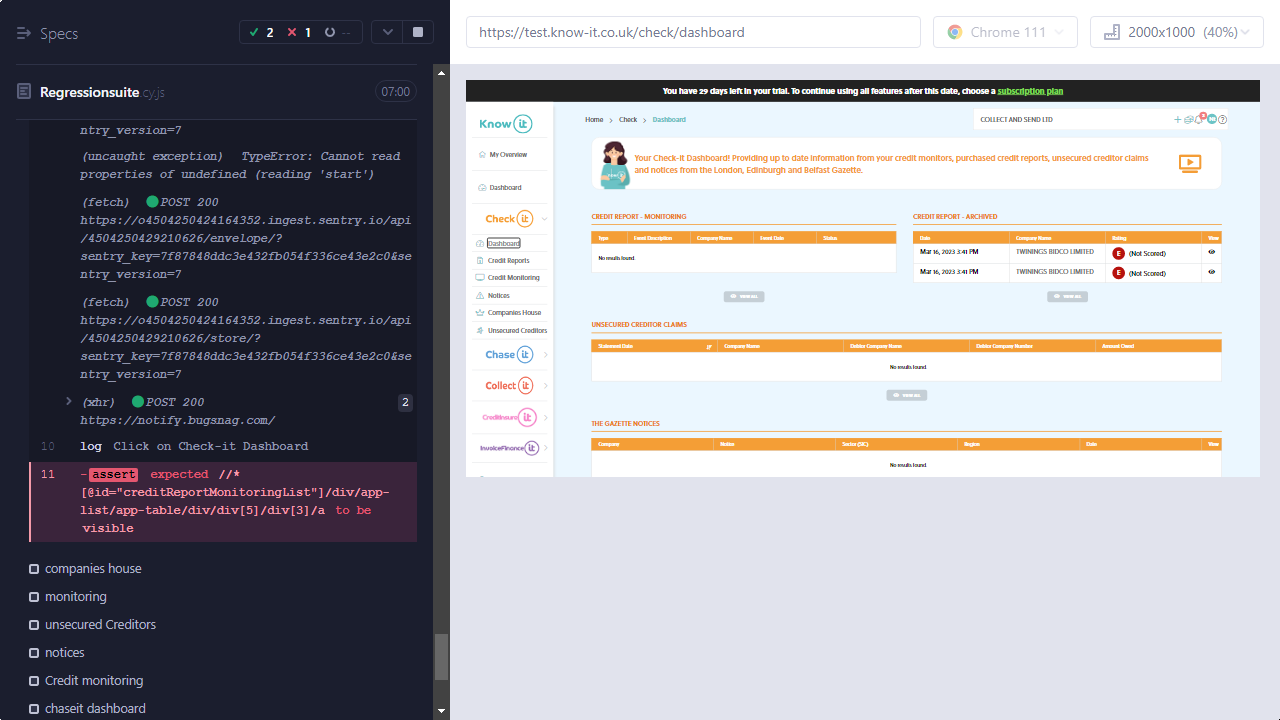 Specs
2
1
--
Regressionsuite.cy.js
07:00
ntry_version=7
(uncaught exception) TypeError: Cannot read
properties of undefined (reading 'start')
(fetch) POST 200
https://o4504250424164352.ingest.sentry.io/api
/4504250429210626/envelope/?
sentry_key=7f87848ddc3e432fb054f336ce43e2c0&se
ntry_version=7
(fetch) POST 200
https://o4504250424164352.ingest.sentry.io/api
/4504250429210626/store/?
sentry_key=7f87848ddc3e432fb054f336ce43e2c0&se
ntry_version=7
(xhr) POST 200
2
https://notify.bugsnag.com/
10 log Click on Check-it Dashboard
11 -assert expected //*
[@id="creditReportMonitoringList"]/div/app-
list/app-table/div/div[5]/div[3]/a to be
visible
companies house
monitoring
unsecured Creditors
notices
Credit monitoring
chaseit dashboard
https://test.know-it.co.uk/check/dashboard
Chrome 111
2000x1000 (40%)
You have 29 days left in your trial. To continue using all features after this date, choose a subscription plan
Know it
My Overview
Dashboard
Check it
Dashboard
Credit Reports
Credit Monitoring
Notices
Companies House
Unsecured Creditors
Chase it
Collect it
CreditInsure it
InvoiceFinance it
Home > Check > Dashboard
COLLECT AND SEND LTD
Your Check-it Dashboard! Providing up to date information from your credit monitors, purchased credit reports, unsecured creditor claims
and notices from the London, Edinburgh and Belfast Gazette.
CREDIT REPORT - MONITORING
Type Event Description Company Name Event Date Status
No results found.
VIEW ALL
CREDIT REPORT - ARCHIVED
Date Company Name Rating View
Mar 16, 2023 3:41 PM TWININGS BIDCO LIMITED E (Not Scored)
Mar 16, 2023 3:41 PM TWININGS BIDCO LIMITED E (Not Scored)
VIEW ALL
UNSECURED CREDITOR CLAIMS
Statement Date Company Name Debtor Company Name Debtor Company Number Amount Owed
No results found.
VIEW ALL
THE GAZETTE NOTICES
Company Notice Sector (SIC) Region Date View
No results found.